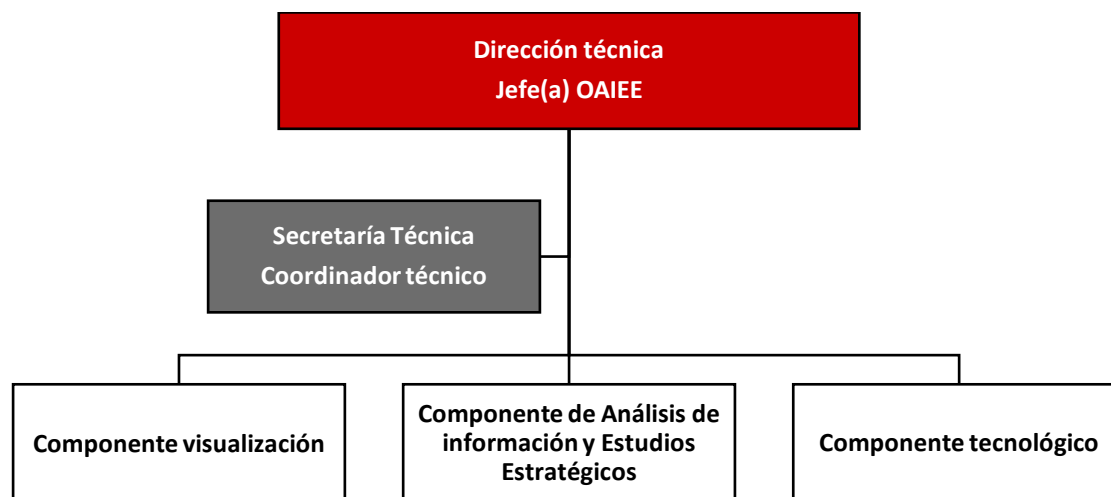 Dirección técnica
Jefe(a) OAIEE
Secretaría Técnica
Coordinador técnico
Componente visualización
Componente de Análisis de
información y Estudios
Estratégicos
Componente tecnológico